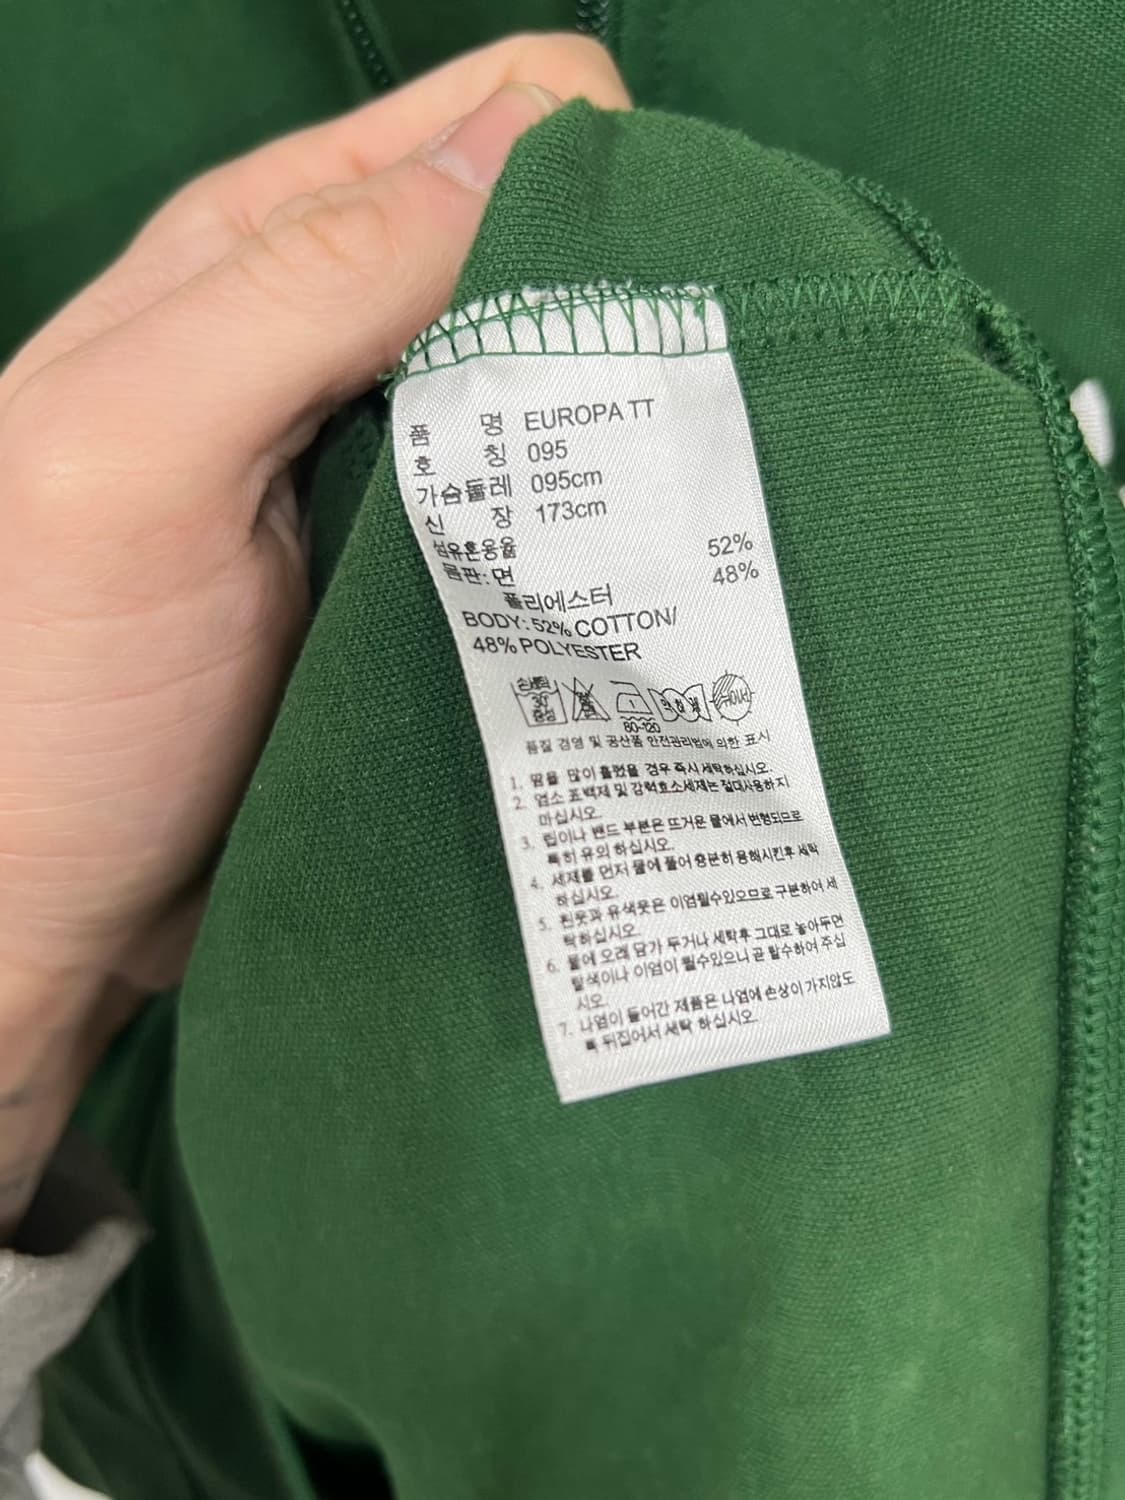 품 명 EUROPA TT
호 칭 095
가슴둘레 095cm
신 장 173cm
섬유혼용율
몸판: 면 52%
폴리에스터 48%
BODY: 52% COTTON/
48% POLYESTER
80-120
품질 경영 및 공산품 안전관리법에 의한 표시
1. 땀을 많이 흘렸을 경우 즉시 세탁하십시오.
2. 염소 표백제 및 강력효소세제는 절대사용하지
마십시오.
3. 립이나 밴드 부분은 뜨거운 물에서 변형되므로
특히 유의 하십시오.
4. 세제를 먼저 물에 풀어 충분히 용해시킨후 세탁
하십시오.
5. 흰옷과 유색옷은 이염될수있으므로 구분하여 세
탁하십시오.
6. 물에 오래 담가 두거나 세탁후 그대로 놓아두면
탈색이나 이염이 될수있으니 곧 탈수하여 주십
시오.
7. 나염이 들어간 제품은 나염에 손상이 가지않도
록 뒤집어서 세탁 하십시오.